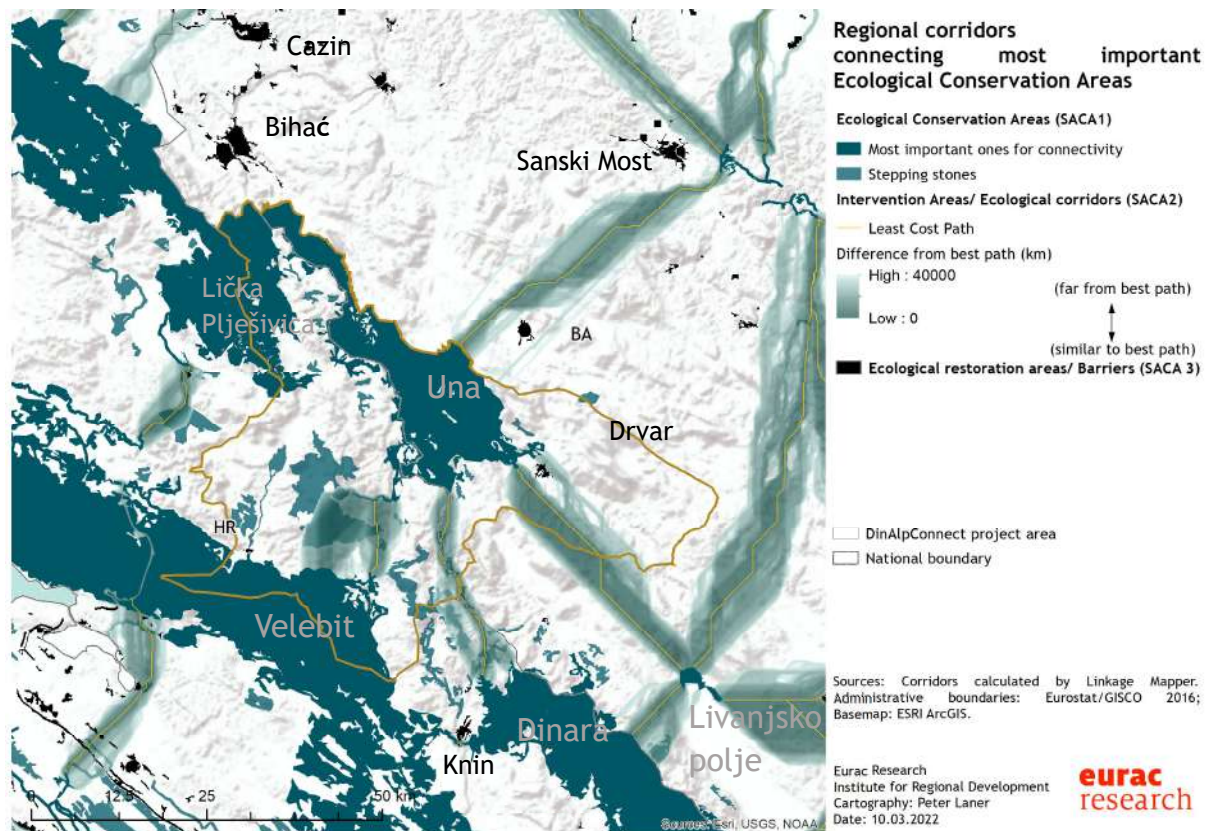 Cazin
Bihać
Sanski Most
Lička
Plješivica
BA
Una
Drvar
HR
Velebit
Dinara
Livanjsko
polje
Knin
0 12.5 25 50 km
Sources: Esri, USGS, NOAA
Regional corridors
connecting most important
Ecological Conservation Areas
Ecological Conservation Areas (SACA1)
Most important ones for connectivity
Stepping stones
Intervention Areas/ Ecological corridors (SACA2)
Least Cost Path
Difference from best path (km)
High : 40000
(far from best path)
Low : 0
(similar to best path)
Ecological restoration areas/ Barriers (SACA 3)
DinAlpConnect project area
National boundary
Sources: Corridors calculated by Linkage Mapper.
Administrative boundaries: Eurostat/GISCO 2016;
Basemap: ESRI ArcGIS.
Eurac Research
Institute for Regional Development
Cartography: Peter Laner
Date: 10.03.2022
eurac
research